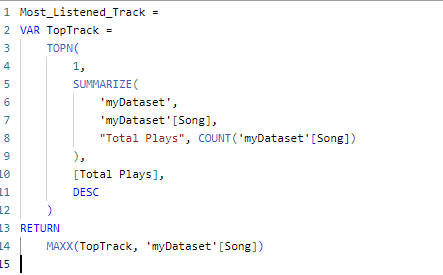 1 Most_Listened_Track =
2 VAR TopTrack =
3     TOPN(
4         1,
5         SUMMARIZE(
6             'myDataset',
7             'myDataset'[Song],
8             "Total Plays", COUNT('myDataset'[Song])
9         ),
10         [Total Plays],
11         DESC
12     )
13 RETURN
14     MAXX(TopTrack, 'myDataset'[Song])
15